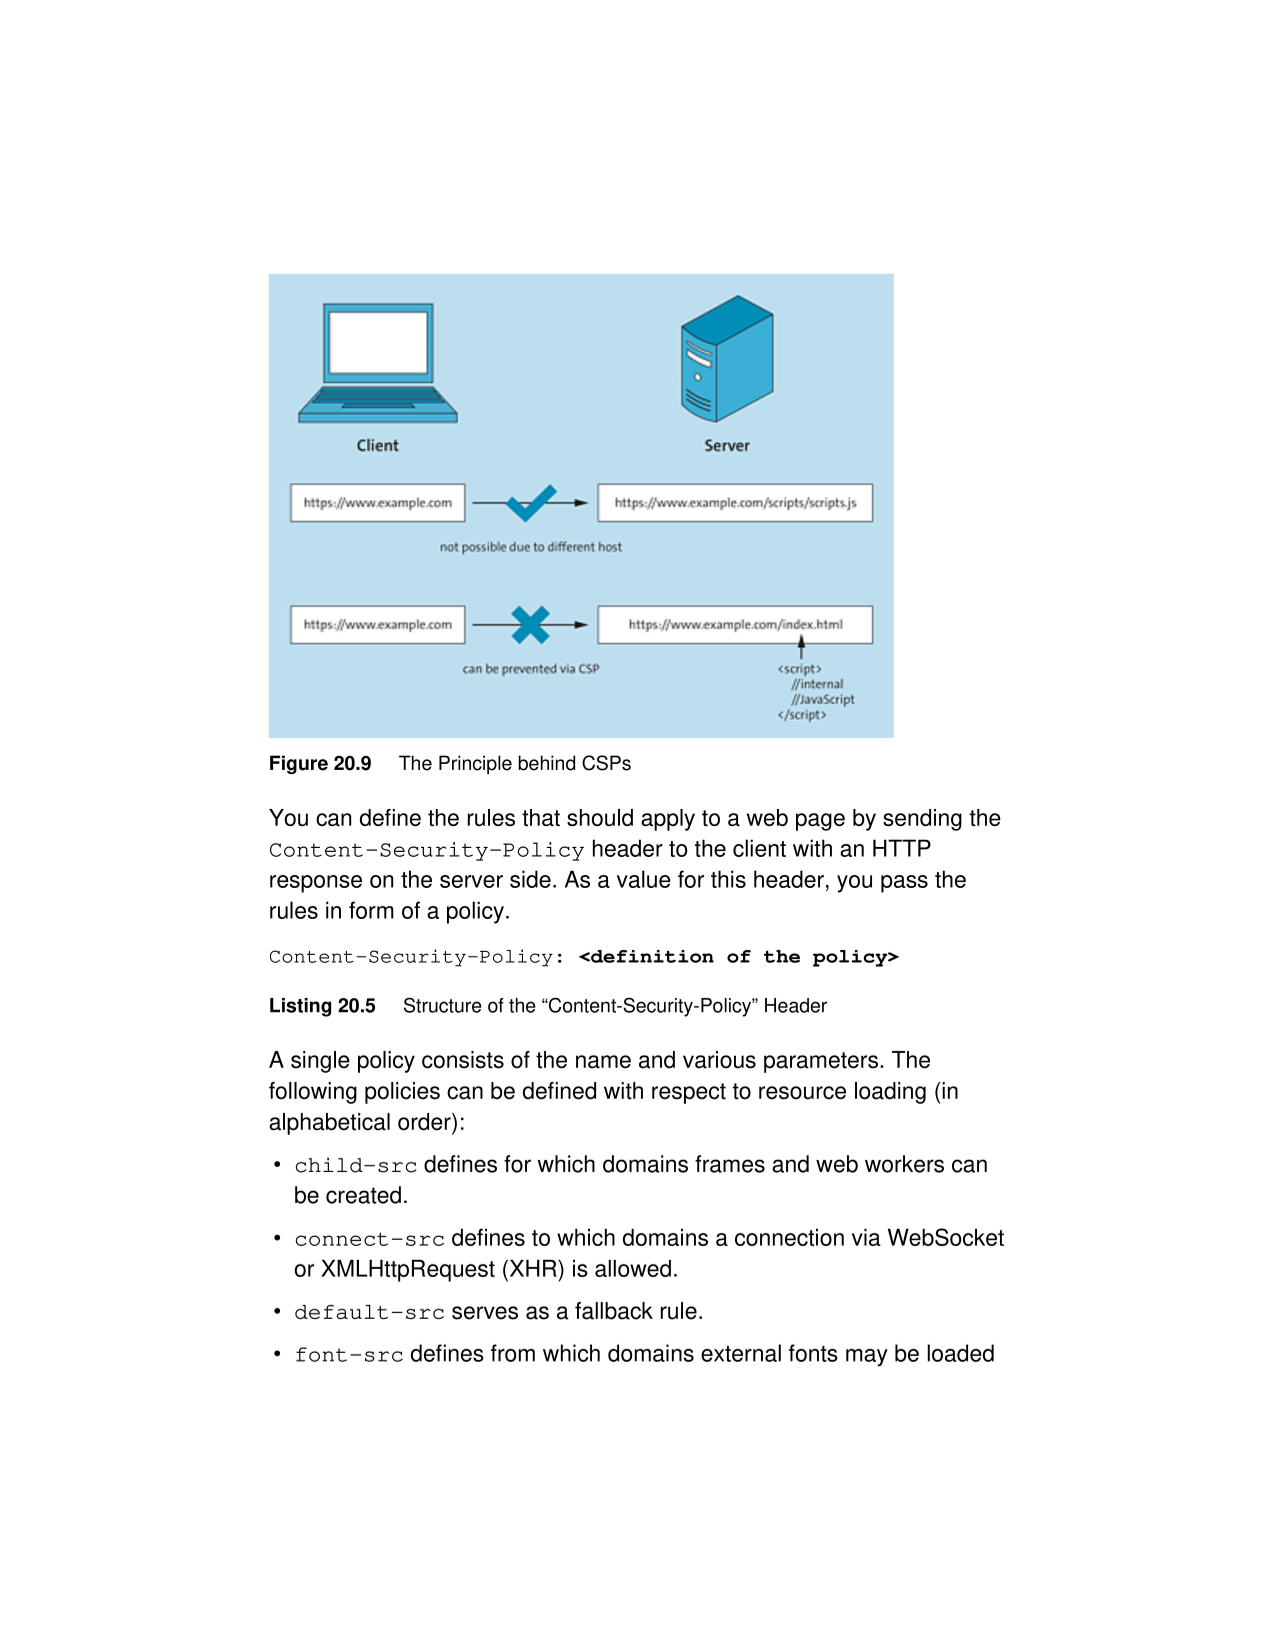 Client
Server
https://www.example.com
https://www.example.com/scripts/scripts.js
not possible due to different host
https://www.example.com
https://www.example.com/index.html
can be prevented via CSP
<script>
//internal
//JavaScript
</script>
Figure 20.9 The Principle behind CSPs
You can define the rules that should apply to a web page by sending the
Content-Security-Policy header to the client with an HTTP
response on the server side. As a value for this header, you pass the
rules in form of a policy.
Content-Security-Policy: <definition of the policy>
Listing 20.5 Structure of the “Content-Security-Policy” Header
A single policy consists of the name and various parameters. The
following policies can be defined with respect to resource loading (in
alphabetical order):
• child-src defines for which domains frames and web workers can
be created.
• connect-src defines to which domains a connection via WebSocket
or XMLHttpRequest (XHR) is allowed.
• default-src serves as a fallback rule.
• font-src defines from which domains external fonts may be loaded